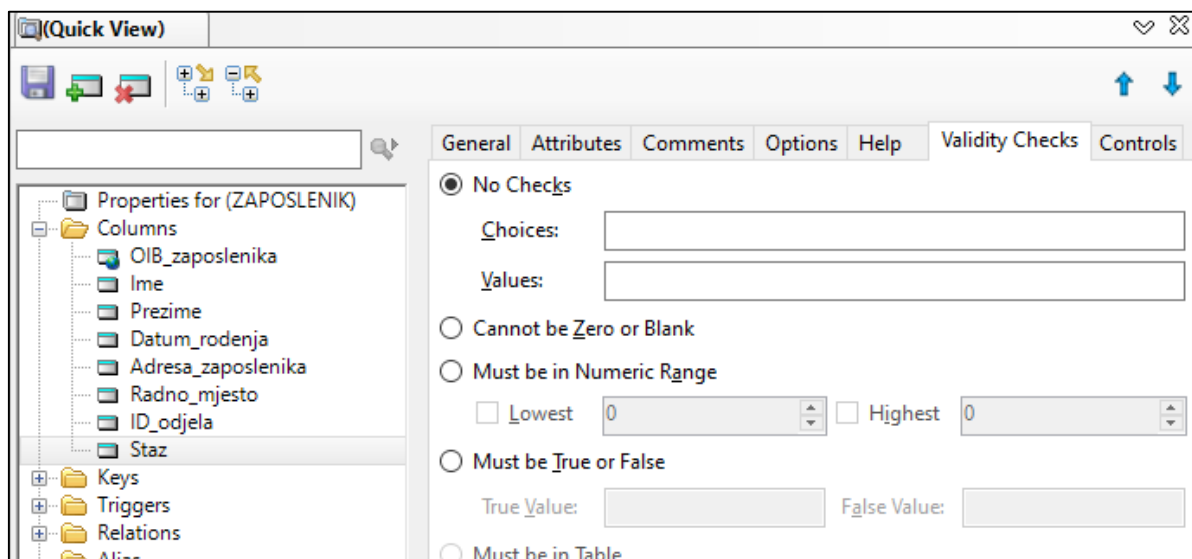 (Quick View)
General Attributes Comments Options Help Validity Checks Controls
Properties for (ZAPOSLENIK)
Columns
OIB_zaposlenika
Ime
Prezime
Datum_rodenja
Adresa_zaposlenika
Radno_mjesto
ID_odjela
Staz
Keys
Triggers
Relations
Alias
No Checks
Choices:
Values:
Cannot be Zero or Blank
Must be in Numeric Range
Lowest 0 Highest 0
Must be True or False
True Value: False Value:
Must be in Table